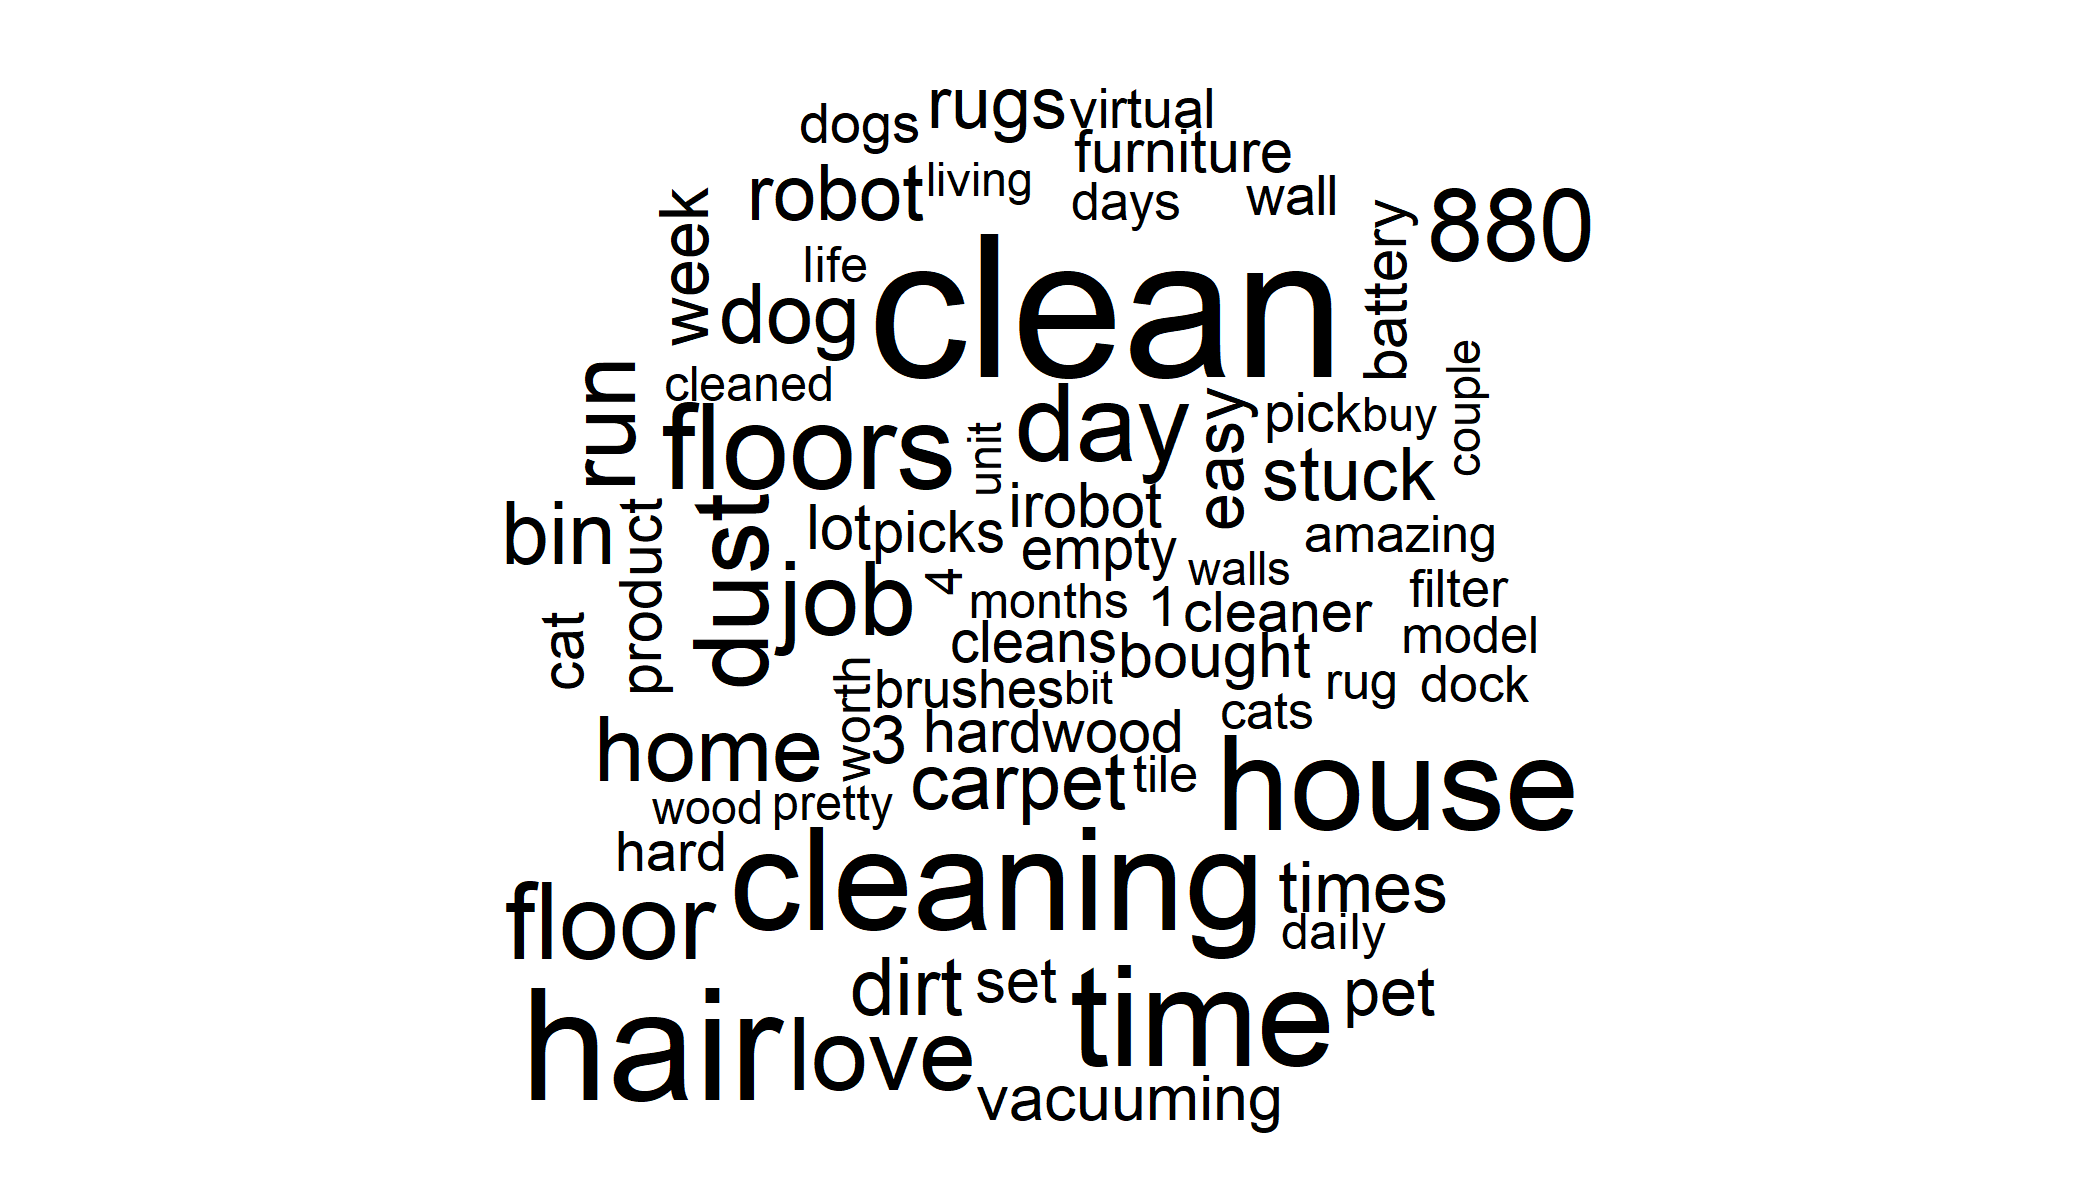 dogs rugs virtual
furniture
robot living days wall
week life 880
battery
dog clean
run cleaned couple
floors unit day easy pick buy
stuck
bin product dust lot picks irobot amazing
empty
walls
cat job 4 months 1 cleaner filter
cleans bought model
worth brushes bit rug dock
cats
home 3 hardwood
carpet tile house
wood pretty
hard cleaning times
floor daily
dirt set time pet
hair love
vacuuming